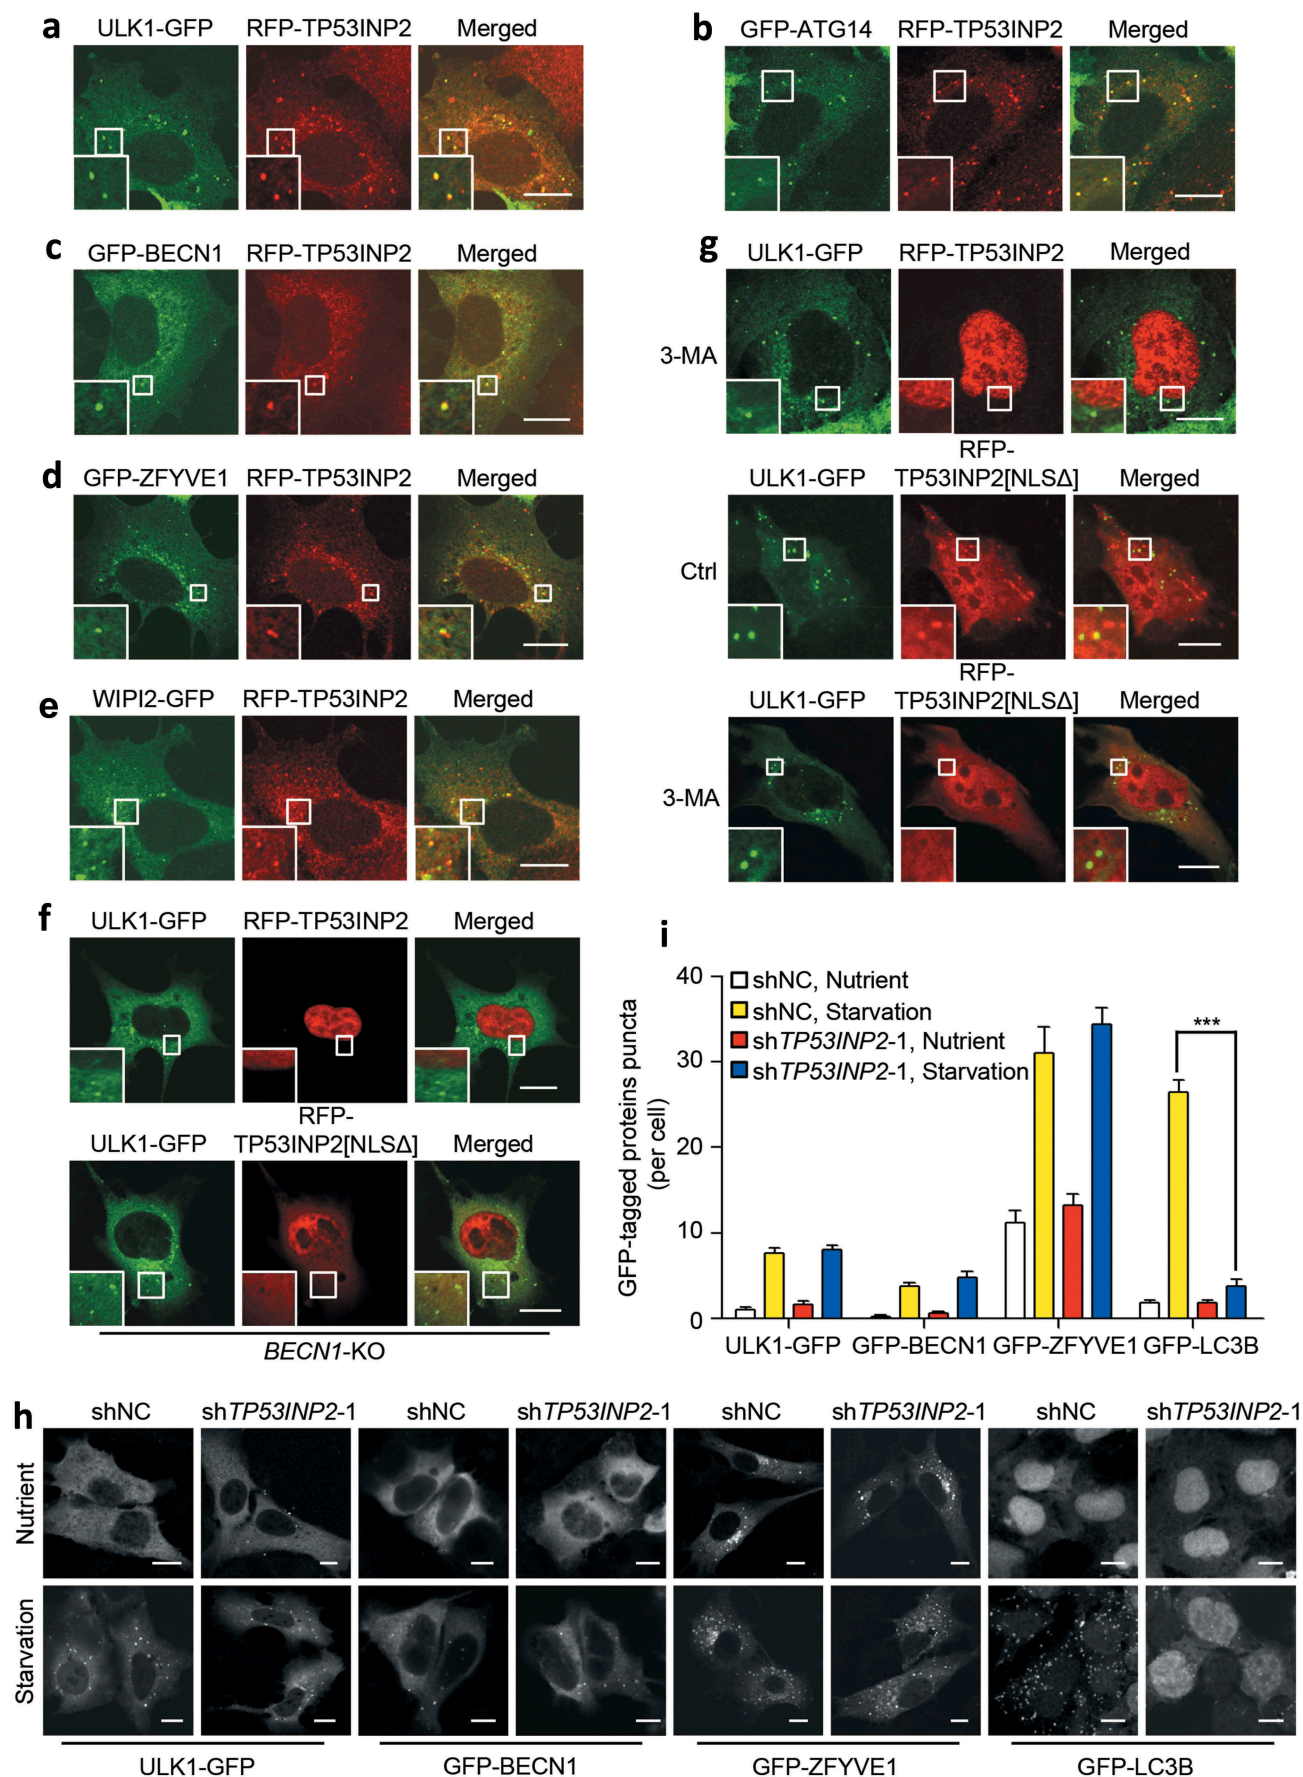 a
ULK1-GFP RFP-TP53INP2 Merged
b
GFP-ATG14 RFP-TP53INP2 Merged
c
GFP-BECN1 RFP-TP53INP2 Merged
d
GFP-ZFYVE1 RFP-TP53INP2 Merged
e
WIPI2-GFP RFP-TP53INP2 Merged
f
ULK1-GFP RFP-TP53INP2 Merged
RFP-
ULK1-GFP TP53INP2[NLSΔ] Merged
BECN1-KO
g
ULK1-GFP RFP-TP53INP2 Merged
3-MA
RFP-
ULK1-GFP TP53INP2[NLSΔ] Merged
Ctrl
RFP-
ULK1-GFP TP53INP2[NLSΔ] Merged
3-MA
i
GFP-tagged proteins puncta
(per cell)
40
30
20
10
0
shNC, Nutrient
shNC, Starvation
shTP53INP2-1, Nutrient
shTP53INP2-1, Starvation
***
ULK1-GFP GFP-BECN1 GFP-ZFYVE1 GFP-LC3B
h
shNC shTP53INP2-1 shNC shTP53INP2-1 shNC shTP53INP2-1 shNC shTP53INP2-1
Nutrient
Starvation
ULK1-GFP GFP-BECN1 GFP-ZFYVE1 GFP-LC3B